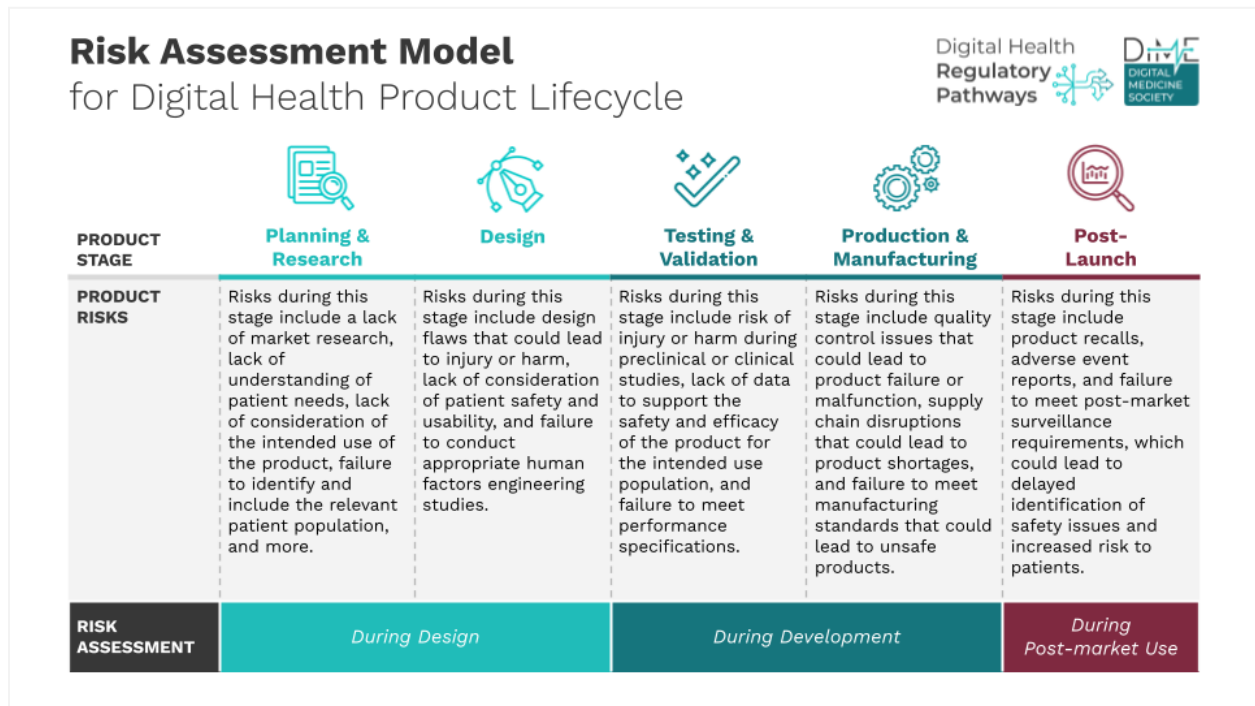 Risk Assessment Model
for Digital Health Product Lifecycle
Digital Health
Regulatory
Pathways
DiME
DIGITAL
MEDICINE
SOCIETY
PRODUCT
STAGE
Planning &
Research
Design
Testing &
Validation
Production &
Manufacturing
Post-
Launch
PRODUCT
RISKS
Risks during this
stage include a lack
of market research,
lack of
understanding of
patient needs, lack
of consideration of
the intended use of
the product, failure
to identify and
include the relevant
patient population,
and more.
Risks during this
stage include design
flaws that could lead
to injury or harm,
lack of consideration
of patient safety and
usability, and failure
to conduct
appropriate human
factors engineering
studies.
Risks during this
stage include risk of
injury or harm during
preclinical or clinical
studies, lack of data
to support the
safety and efficacy
of the product for
the intended use
population, and
failure to meet
performance
specifications.
Risks during this
stage include quality
control issues that
could lead to
product failure or
malfunction, supply
chain disruptions
that could lead to
product shortages,
and failure to meet
manufacturing
standards that could
lead to unsafe
products.
Risks during this
stage include
product recalls,
adverse event
reports, and failure
to meet post-market
surveillance
requirements, which
could lead to
delayed
identification of
safety issues and
increased risk to
patients.
RISK
ASSESSMENT
During Design
During Development
During
Post-market Use